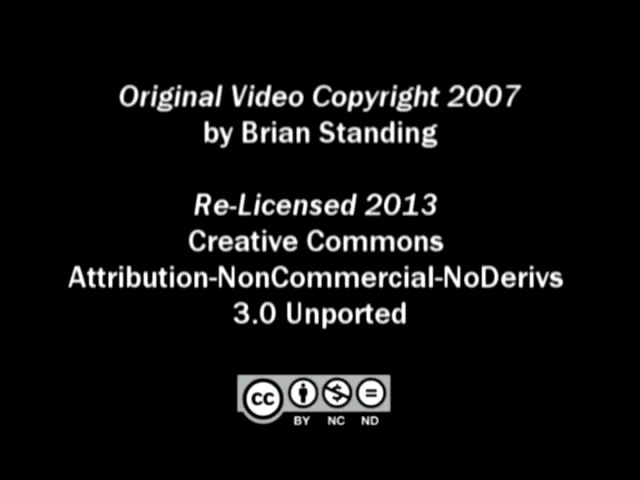 Original Video Copyright 2007
by Brian Standing
Re-Licensed 2013
Creative Commons
Attribution-NonCommercial-NoDerivs
3.0 Unported
cc
BY NC ND